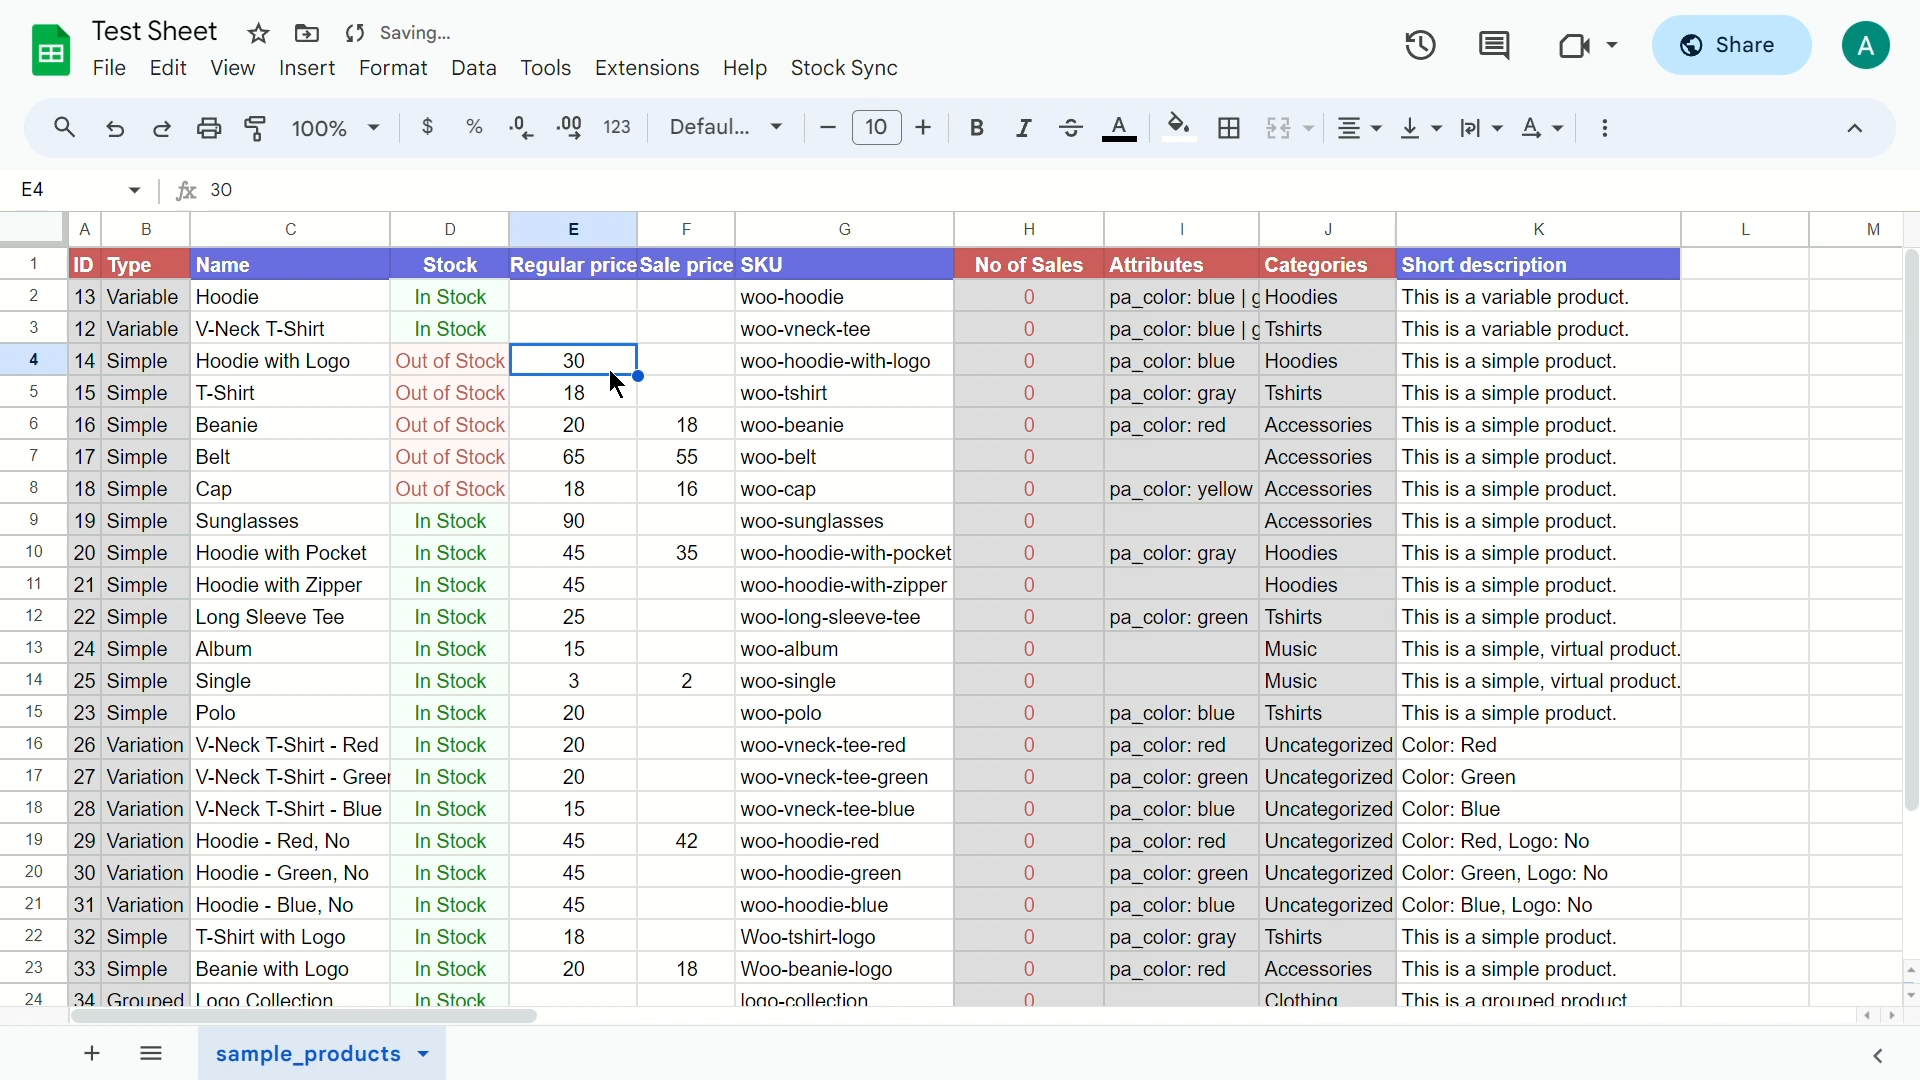 Test Sheet Saving...
File Edit View Insert Format Data Tools Extensions Help Stock Sync
Share A
100% $ % .0 .00 123 Defaul... 10 B I A A
E4 fx 30
A B C D E F G H I J K L M
1 ID Type Name Stock Regular price Sale price SKU No of Sales Attributes Categories Short description
2 13 Variable Hoodie In Stock woo-hoodie 0 pa_color: blue | g Hoodies This is a variable product.
3 12 Variable V-Neck T-Shirt In Stock woo-vneck-tee 0 pa_color: blue | g Tshirts This is a variable product.
4 14 Simple Hoodie with Logo Out of Stock 30 woo-hoodie-with-logo 0 pa_color: blue Hoodies This is a simple product.
5 15 Simple T-Shirt Out of Stock 18 woo-tshirt 0 pa_color: gray Tshirts This is a simple product.
6 16 Simple Beanie Out of Stock 20 18 woo-beanie 0 pa_color: red Accessories This is a simple product.
7 17 Simple Belt Out of Stock 65 55 woo-belt 0 Accessories This is a simple product.
8 18 Simple Cap Out of Stock 18 16 woo-cap 0 pa_color: yellow Accessories This is a simple product.
9 19 Simple Sunglasses In Stock 90 woo-sunglasses 0 Accessories This is a simple product.
10 20 Simple Hoodie with Pocket In Stock 45 35 woo-hoodie-with-pocket 0 pa_color: gray Hoodies This is a simple product.
11 21 Simple Hoodie with Zipper In Stock 45 woo-hoodie-with-zipper 0 Hoodies This is a simple product.
12 22 Simple Long Sleeve Tee In Stock 25 woo-long-sleeve-tee 0 pa_color: green Tshirts This is a simple product.
13 24 Simple Album In Stock 15 woo-album 0 Music This is a simple, virtual product.
14 25 Simple Single In Stock 3 2 woo-single 0 Music This is a simple, virtual product.
15 23 Simple Polo In Stock 20 woo-polo 0 pa_color: blue Tshirts This is a simple product.
16 26 Variation V-Neck T-Shirt - Red In Stock 20 woo-vneck-tee-red 0 pa_color: red Uncategorized Color: Red
17 27 Variation V-Neck T-Shirt - Green In Stock 20 woo-vneck-tee-green 0 pa_color: green Uncategorized Color: Green
18 28 Variation V-Neck T-Shirt - Blue In Stock 15 woo-vneck-tee-blue 0 pa_color: blue Uncategorized Color: Blue
19 29 Variation Hoodie - Red, No In Stock 45 42 woo-hoodie-red 0 pa_color: red Uncategorized Color: Red, Logo: No
20 30 Variation Hoodie - Green, No In Stock 45 woo-hoodie-green 0 pa_color: green Uncategorized Color: Green, Logo: No
21 31 Variation Hoodie - Blue, No In Stock 45 woo-hoodie-blue 0 pa_color: blue Uncategorized Color: Blue, Logo: No
22 32 Simple T-Shirt with Logo In Stock 18 Woo-tshirt-logo 0 pa_color: gray Tshirts This is a simple product.
23 33 Simple Beanie with Logo In Stock 20 18 Woo-beanie-logo 0 pa_color: red Accessories This is a simple product.
24 34 Grouped Logo Collection In Stock logo-collection 0 Clothing This is a grouped product
sample_products